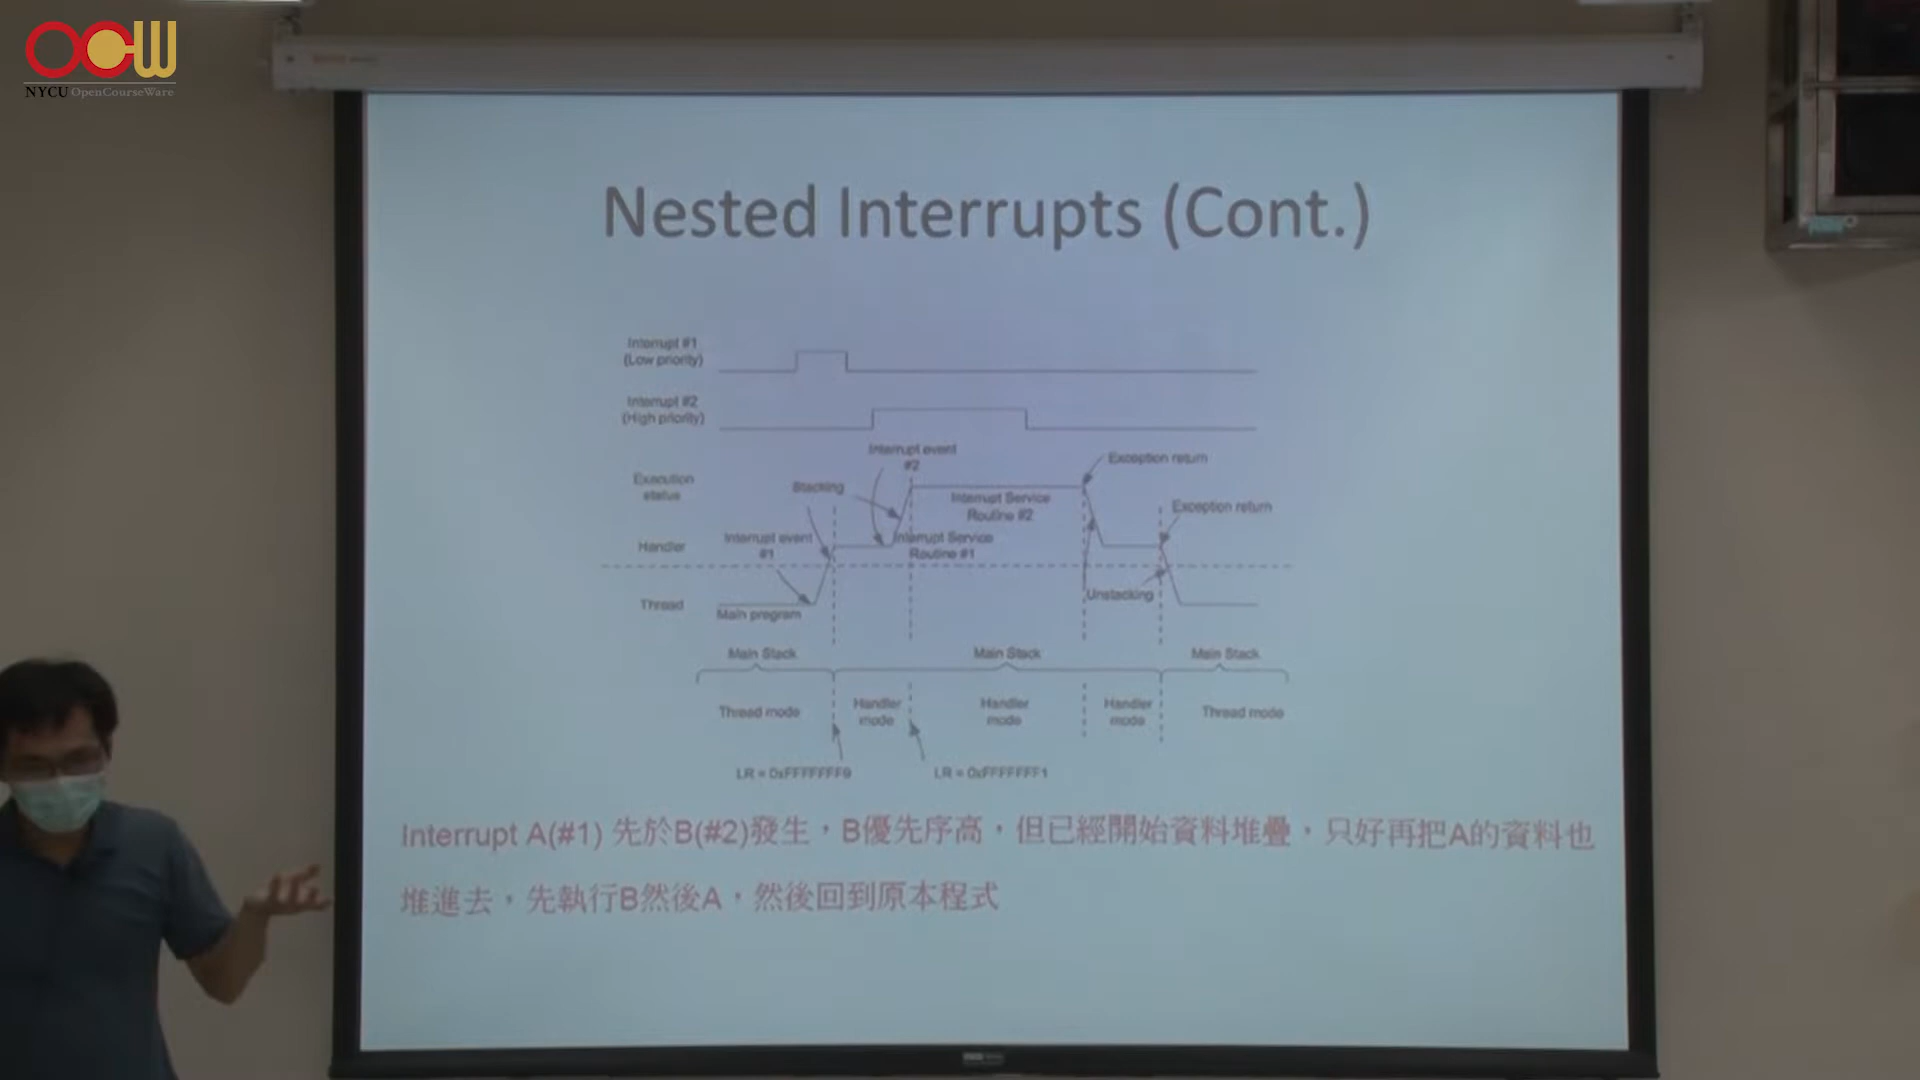 OCW
NYCU OpenCourseWare
Nested Interrupts (Cont.)
Interrupt #1
(Low priority)
Interrupt #2
(High priority)
Interrupt event
#2
Exception return
Execution
status
Stacking
Interrupt Service
Routine #2
Exception return
Handler
Interrupt event
#1
Interrupt Service
Routine #1
Unstacking
Thread
Main program
Main Stack
Main Stack
Main Stack
Thread mode
Handler
mode
Handler
mode
Handler
mode
Thread mode
LR = 0xFFFFFFF9
LR = 0xFFFFFFF1
Interrupt A(#1) 先於B(#2)發生，B優先序高，但已經開始資料堆疊，只好再把A的資料也
堆進去，先執行B然後A，然後回到原本程式